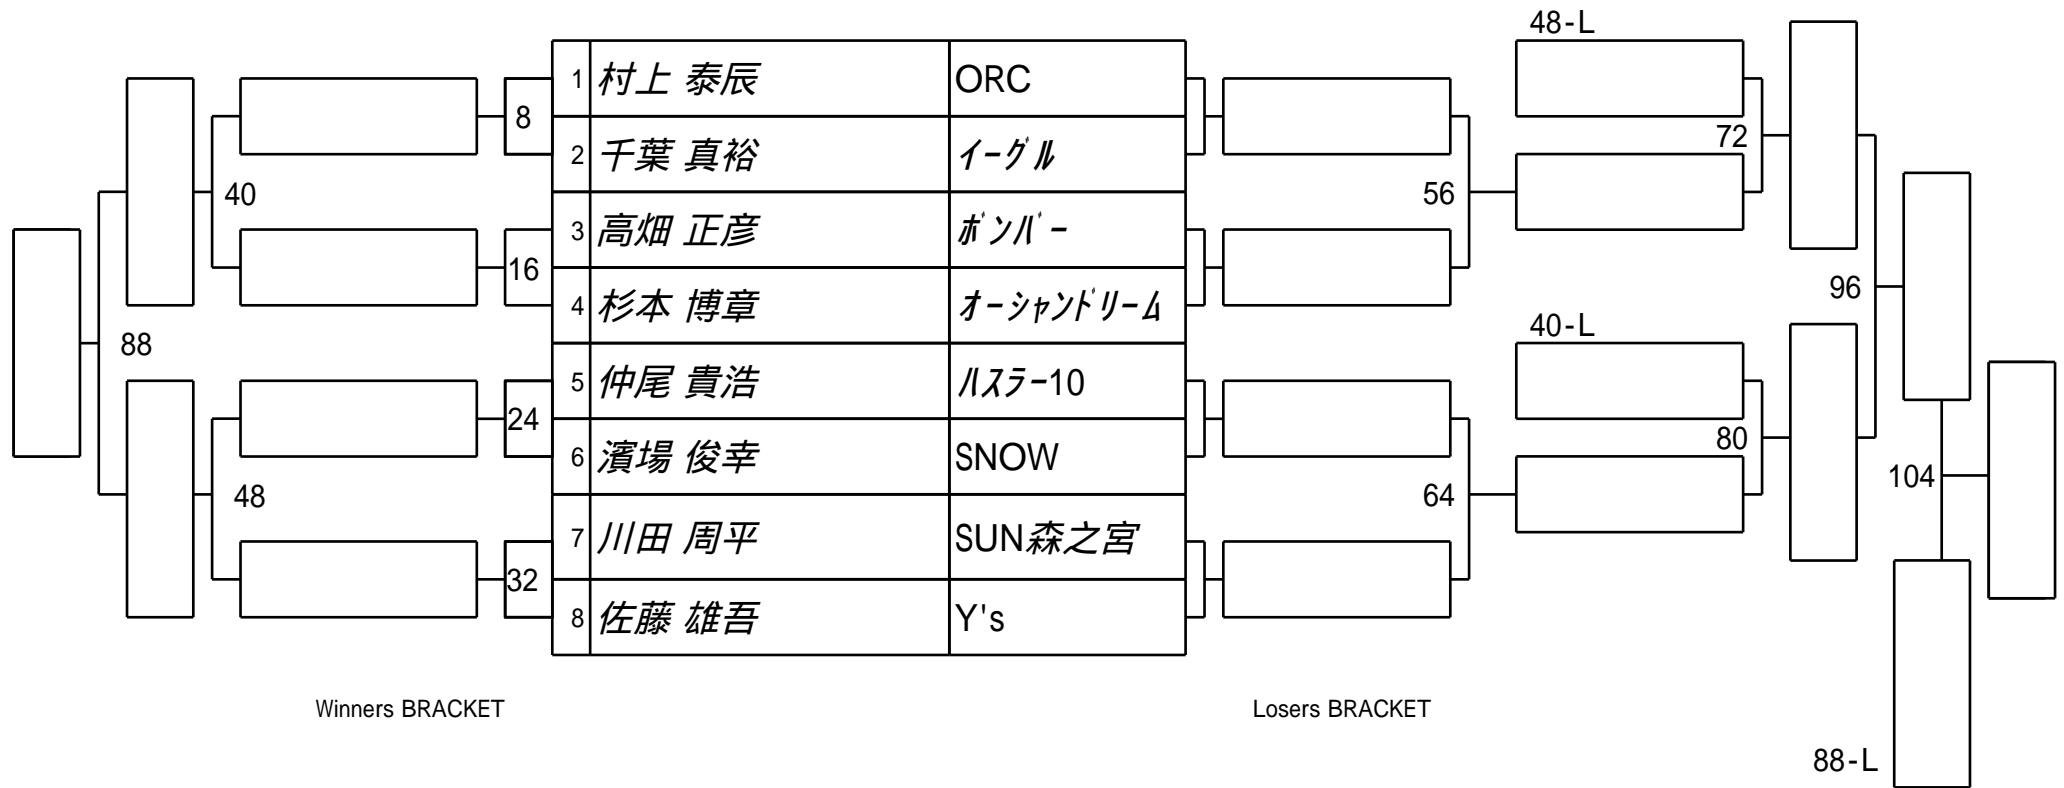 48-L
1 村上 泰辰 ORC
8
72
2 千葉 真裕 ｲｰｸﾞﾙ
40
56
3 高畑 正彦 ﾎﾞﾝﾊﾞｰ
16
96
4 杉本 博章 ｵｰｼｬﾝﾄﾞﾘｰﾑ
40-L
88
5 仲尾 貴浩 ﾊｽﾗｰ10
24
80
6 濱場 俊幸 SNOW
104
48
64
7 川田 周平 SUN森之宮
32
8 佐藤 雄吾 Y's
Winners BRACKET
Losers BRACKET
88-L